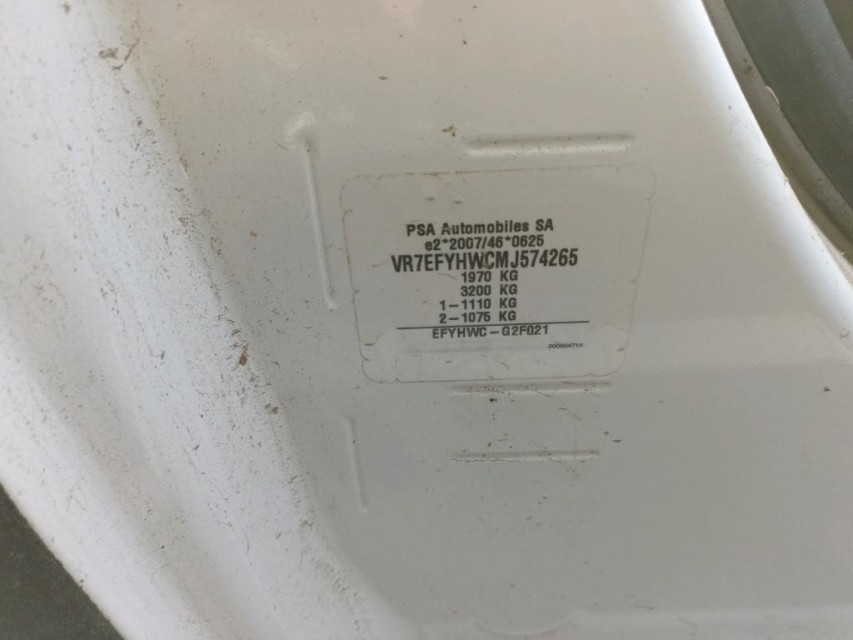 PSA Automobiles SA
e2*2007/46*0625
VR7EFYHWCMJ574265
1970 KG
3200 KG
1-1110 KG
2-1075 KG
EFYHWC-G2F021